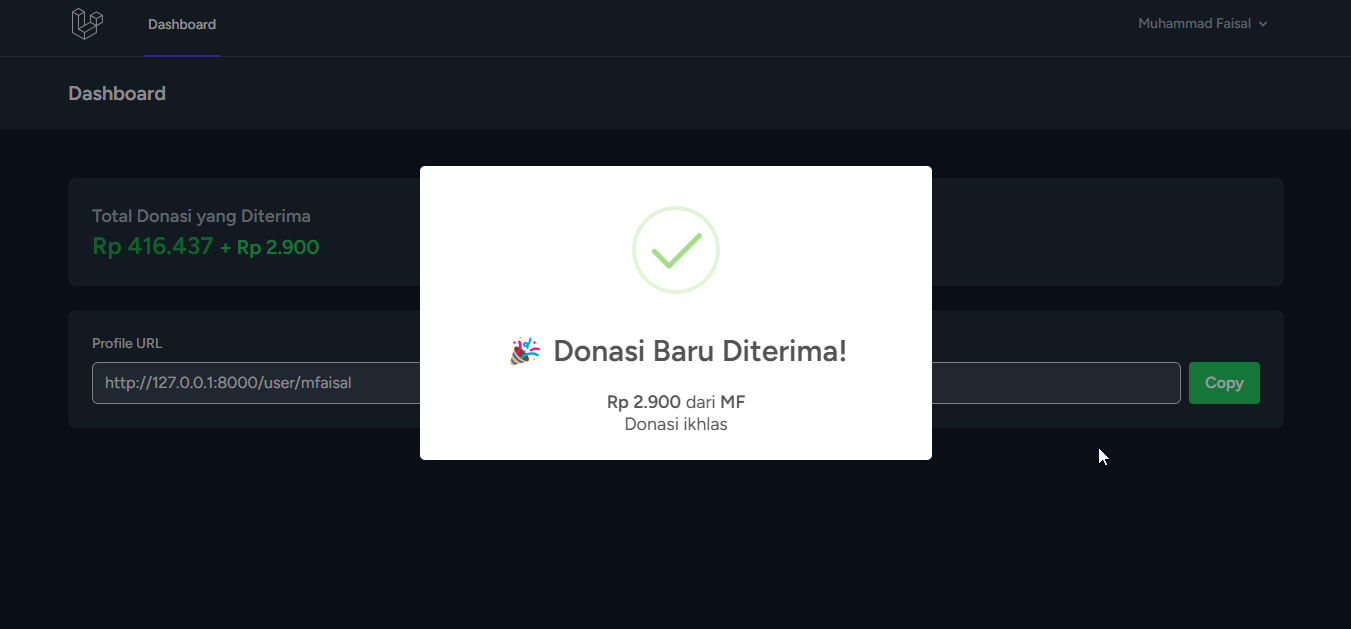 Dashboard
Muhammad Faisal
Dashboard
Total Donasi yang Diterima
Rp 416.437 + Rp 2.900
Profile URL
http://127.0.0.1:8000/user/mfaisal
Copy
🎉 Donasi Baru Diterima!
Rp 2.900 dari MF
Donasi ikhlas